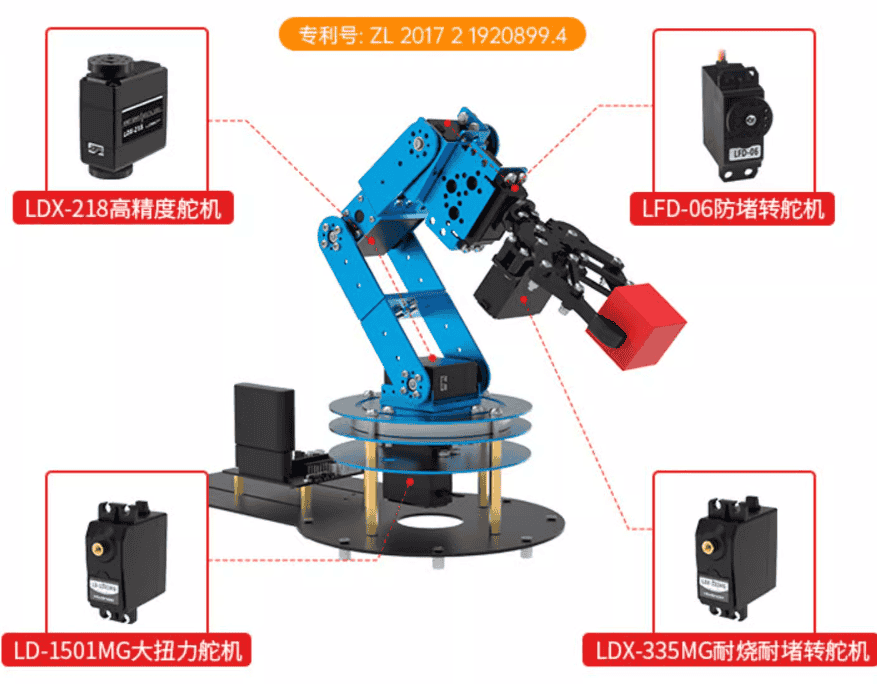 专利号: ZL 2017 2 1920899.4
LDX-218
LFD-06
LDX-218高精度舵机
LFD-06防堵转舵机
LD-1501MG大扭力舵机
LDX-335MG耐烧耐堵转舵机